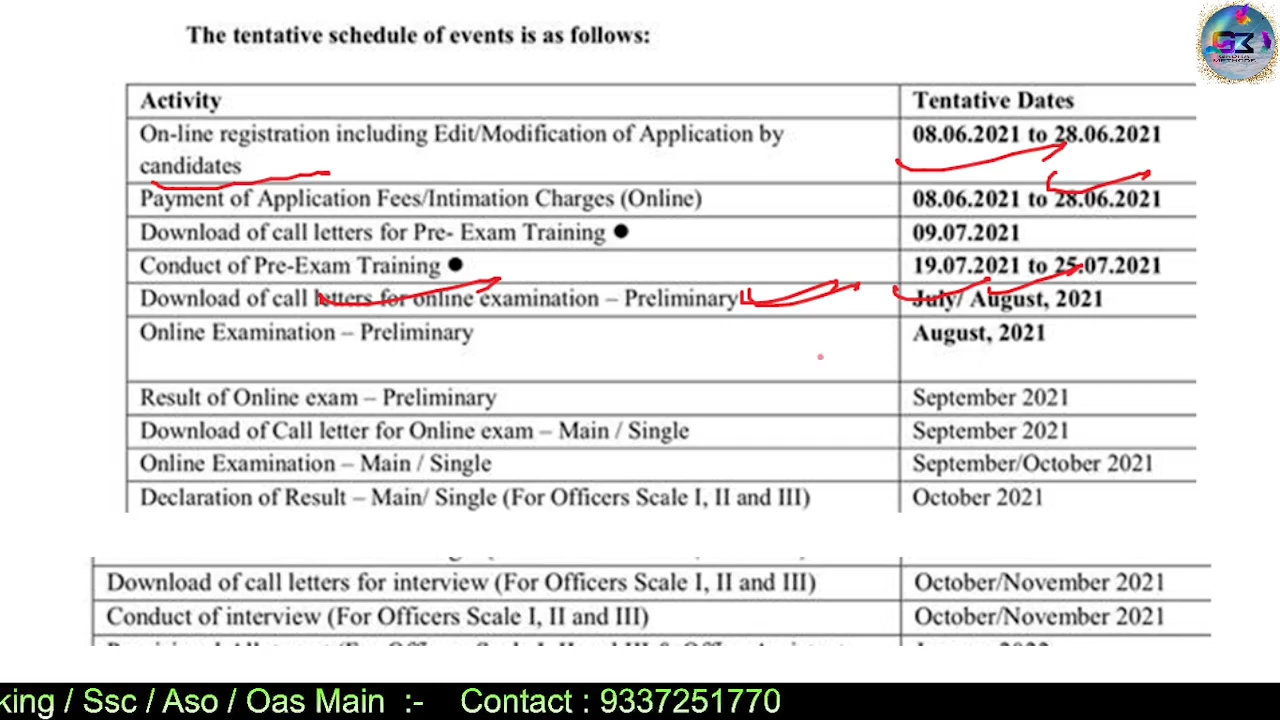 The tentative schedule of events is as follows:
Activity Tentative Dates
On-line registration including Edit/Modification of Application by 08.06.2021 to 28.06.2021
candidates
Payment of Application Fees/Intimation Charges (Online) 08.06.2021 to 28.06.2021
Download of call letters for Pre- Exam Training ● 09.07.2021
Conduct of Pre-Exam Training ● 19.07.2021 to 25.07.2021
Download of call letters for online examination – Preliminary July/ August, 2021
Online Examination – Preliminary August, 2021
Result of Online exam – Preliminary September 2021
Download of Call letter for Online exam – Main / Single September 2021
Online Examination – Main / Single September/October 2021
Declaration of Result – Main/ Single (For Officers Scale I, II and III) October 2021
Download of call letters for interview (For Officers Scale I, II and III) October/November 2021
Conduct of interview (For Officers Scale I, II and III) October/November 2021
king / Ssc / Aso / Oas Main :- Contact : 9337251770